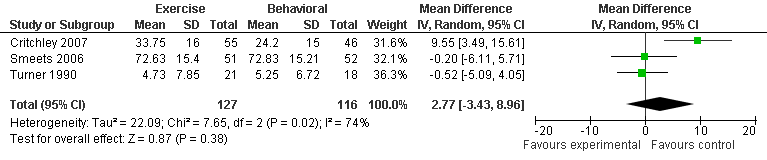 Exercise Behavioral Mean Difference Mean Difference
Study or Subgroup Mean SD Total Mean SD Total Weight IV, Random, 95% CI IV, Random, 95% CI
Critchley 2007 33.75 16 55 24.2 15 46 31.6% 9.55 [3.49, 15.61]
Smeets 2006 72.63 15.4 51 72.83 15.21 52 32.1% -0.20 [-6.11, 5.71]
Turner 1990 4.73 7.85 21 5.25 6.72 18 36.3% -0.52 [-5.09, 4.05]
Total (95% CI) 127 116 100.0% 2.77 [-3.43, 8.96]
Heterogeneity: Tau² = 22.09; Chi² = 7.65, df = 2 (P = 0.02); I² = 74%
Test for overall effect: Z = 0.87 (P = 0.38)
-20 -10 0 10 20
Favours experimental Favours control